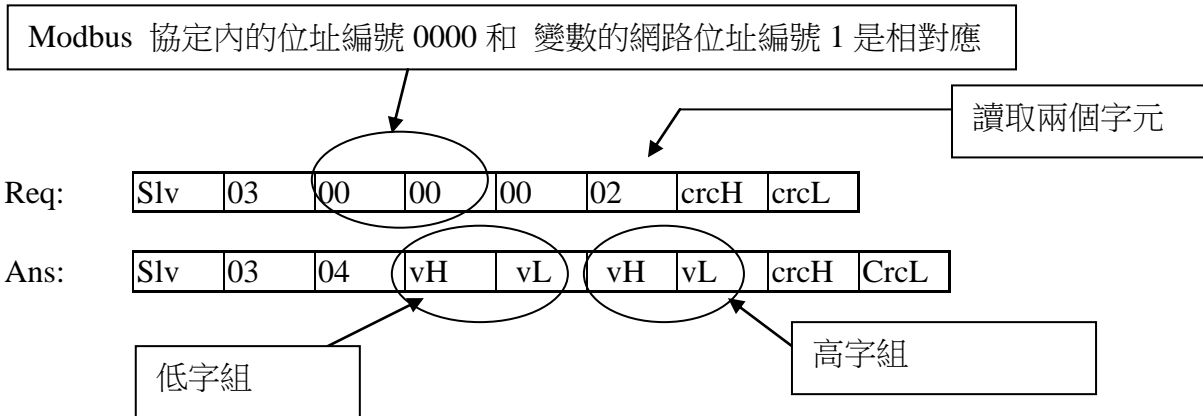 Modbus 協定內的位址編號 0000 和 變數的網路位址編號 1 是相對應
讀取兩個字元
Req: Slv 03 00 00 00 02 crcH crcL
Ans: Slv 03 04 vH vL vH vL crcH CrcL
低字組
高字組